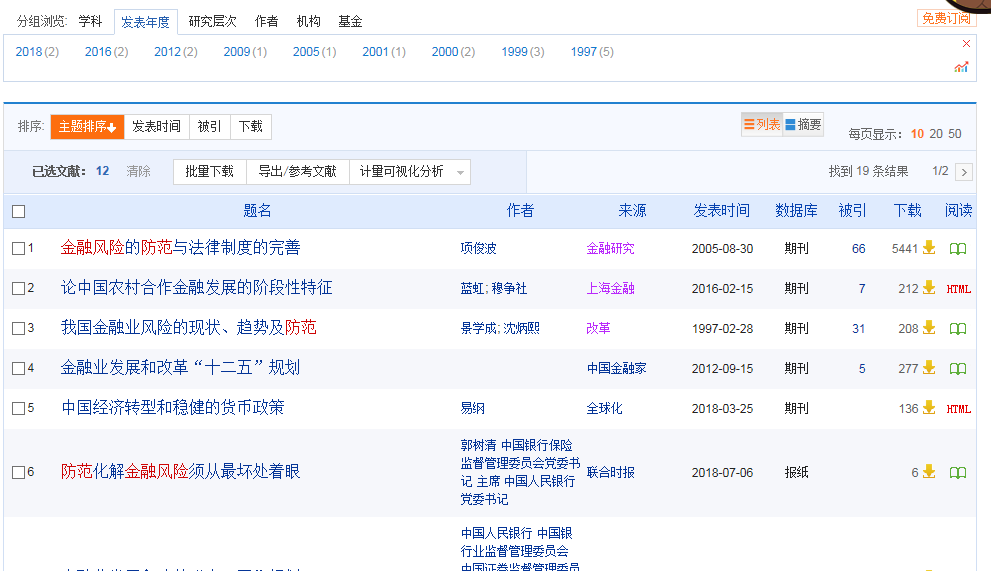 分组浏览: 学科 发表年度 研究层次 作者 机构 基金 免费订阅
2018(2) 2016(2) 2012(2) 2009(1) 2005(1) 2001(1) 2000(2) 1999(3) 1997(5)
排序: 主题排序 发表时间 被引 下载 列表 摘要 每页显示: 10 20 50
已选文献: 12 清除 批量下载 导出/参考文献 计量可视化分析 找到 19 条结果 1/2
题名 作者 来源 发表时间 数据库 被引 下载 阅读
1 金融风险的防范与法律制度的完善 项俊波 金融研究 2005-08-30 期刊 66 5441
2 论中国农村合作金融发展的阶段性特征 蓝虹; 穆争社 上海金融 2016-02-15 期刊 7 212 HTML
3 我国金融业风险的现状、趋势及防范 景学成; 沈炳熙 改革 1997-02-28 期刊 31 208
4 金融业发展和改革“十二五”规划 中国金融家 2012-09-15 期刊 5 277
5 中国经济转型和稳健的货币政策 易纲 全球化 2018-03-25 期刊 136 HTML
6 防范化解金融风险须从最坏处着眼 郭树清 中国银行保险
监督管理委员会党委书
记 主席 中国人民银行
党委书记 联合时报 2018-07-06 报纸 6
中国人民银行 中国银
行业监督管理委员会
中国证券监督管理委员